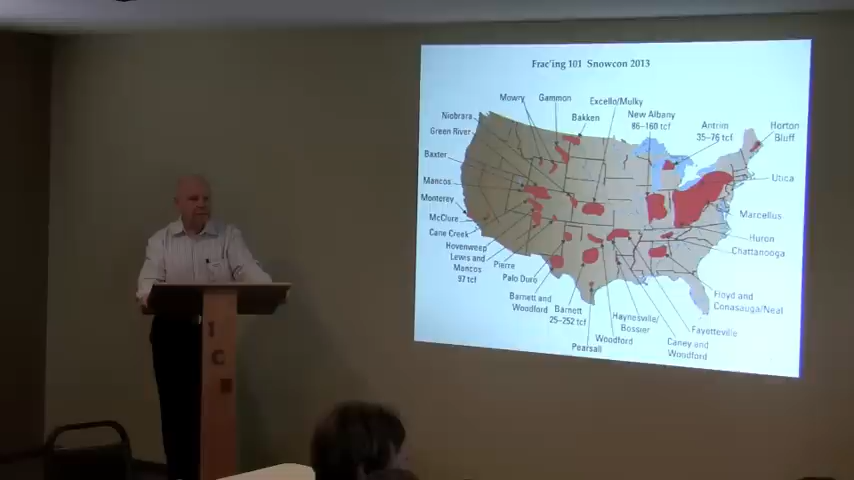 Frac'ing 101 Snowcon 2013
Mowry
Gammon
Excello/Mulky
Niobrara
Bakken
New Albany
86-160 tcf
Antrim
35-76 tcf
Horton
Bluff
Green River
Baxter
Utica
Mancos
Monterey
McClure
Marcellus
Cane Creek
Huron
Hovenweep
Chattanooga
Lewis and
Mancos
97 tcf
Pierre
Palo Duro
Barnett and
Woodford
Barnett
25-252 tcf
Floyd and
Conasauga/Neal
Haynesville/
Bossier
Fayetteville
Woodford
Caney and
Woodford
Pearsall